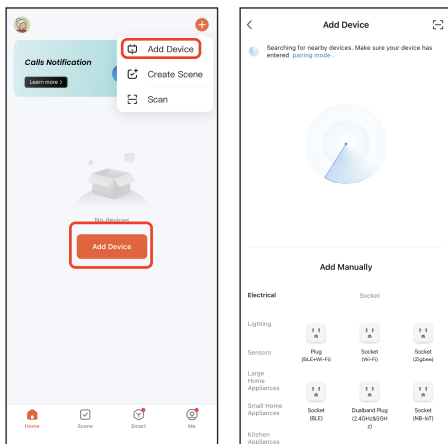 Calls Notification
Learn more >
Add Device
Create Scene
Scan
No devices
Add Device
Home
Scene
Smart
Me
Add Device
Searching for nearby devices. Make sure your device has
entered pairing mode .
Add Manually
Electrical
Socket
Lighting
Sensors
Large
Home
Appliances
Small Home
Appliances
Kitchen
Appliances
Plug
(BLE+Wi-Fi)
Socket
(Wi-Fi)
Socket
(Zigbee)
Socket
(BLE)
Dualband Plug
(2.4GHz&5GH
z)
Socket
(NB-IoT)